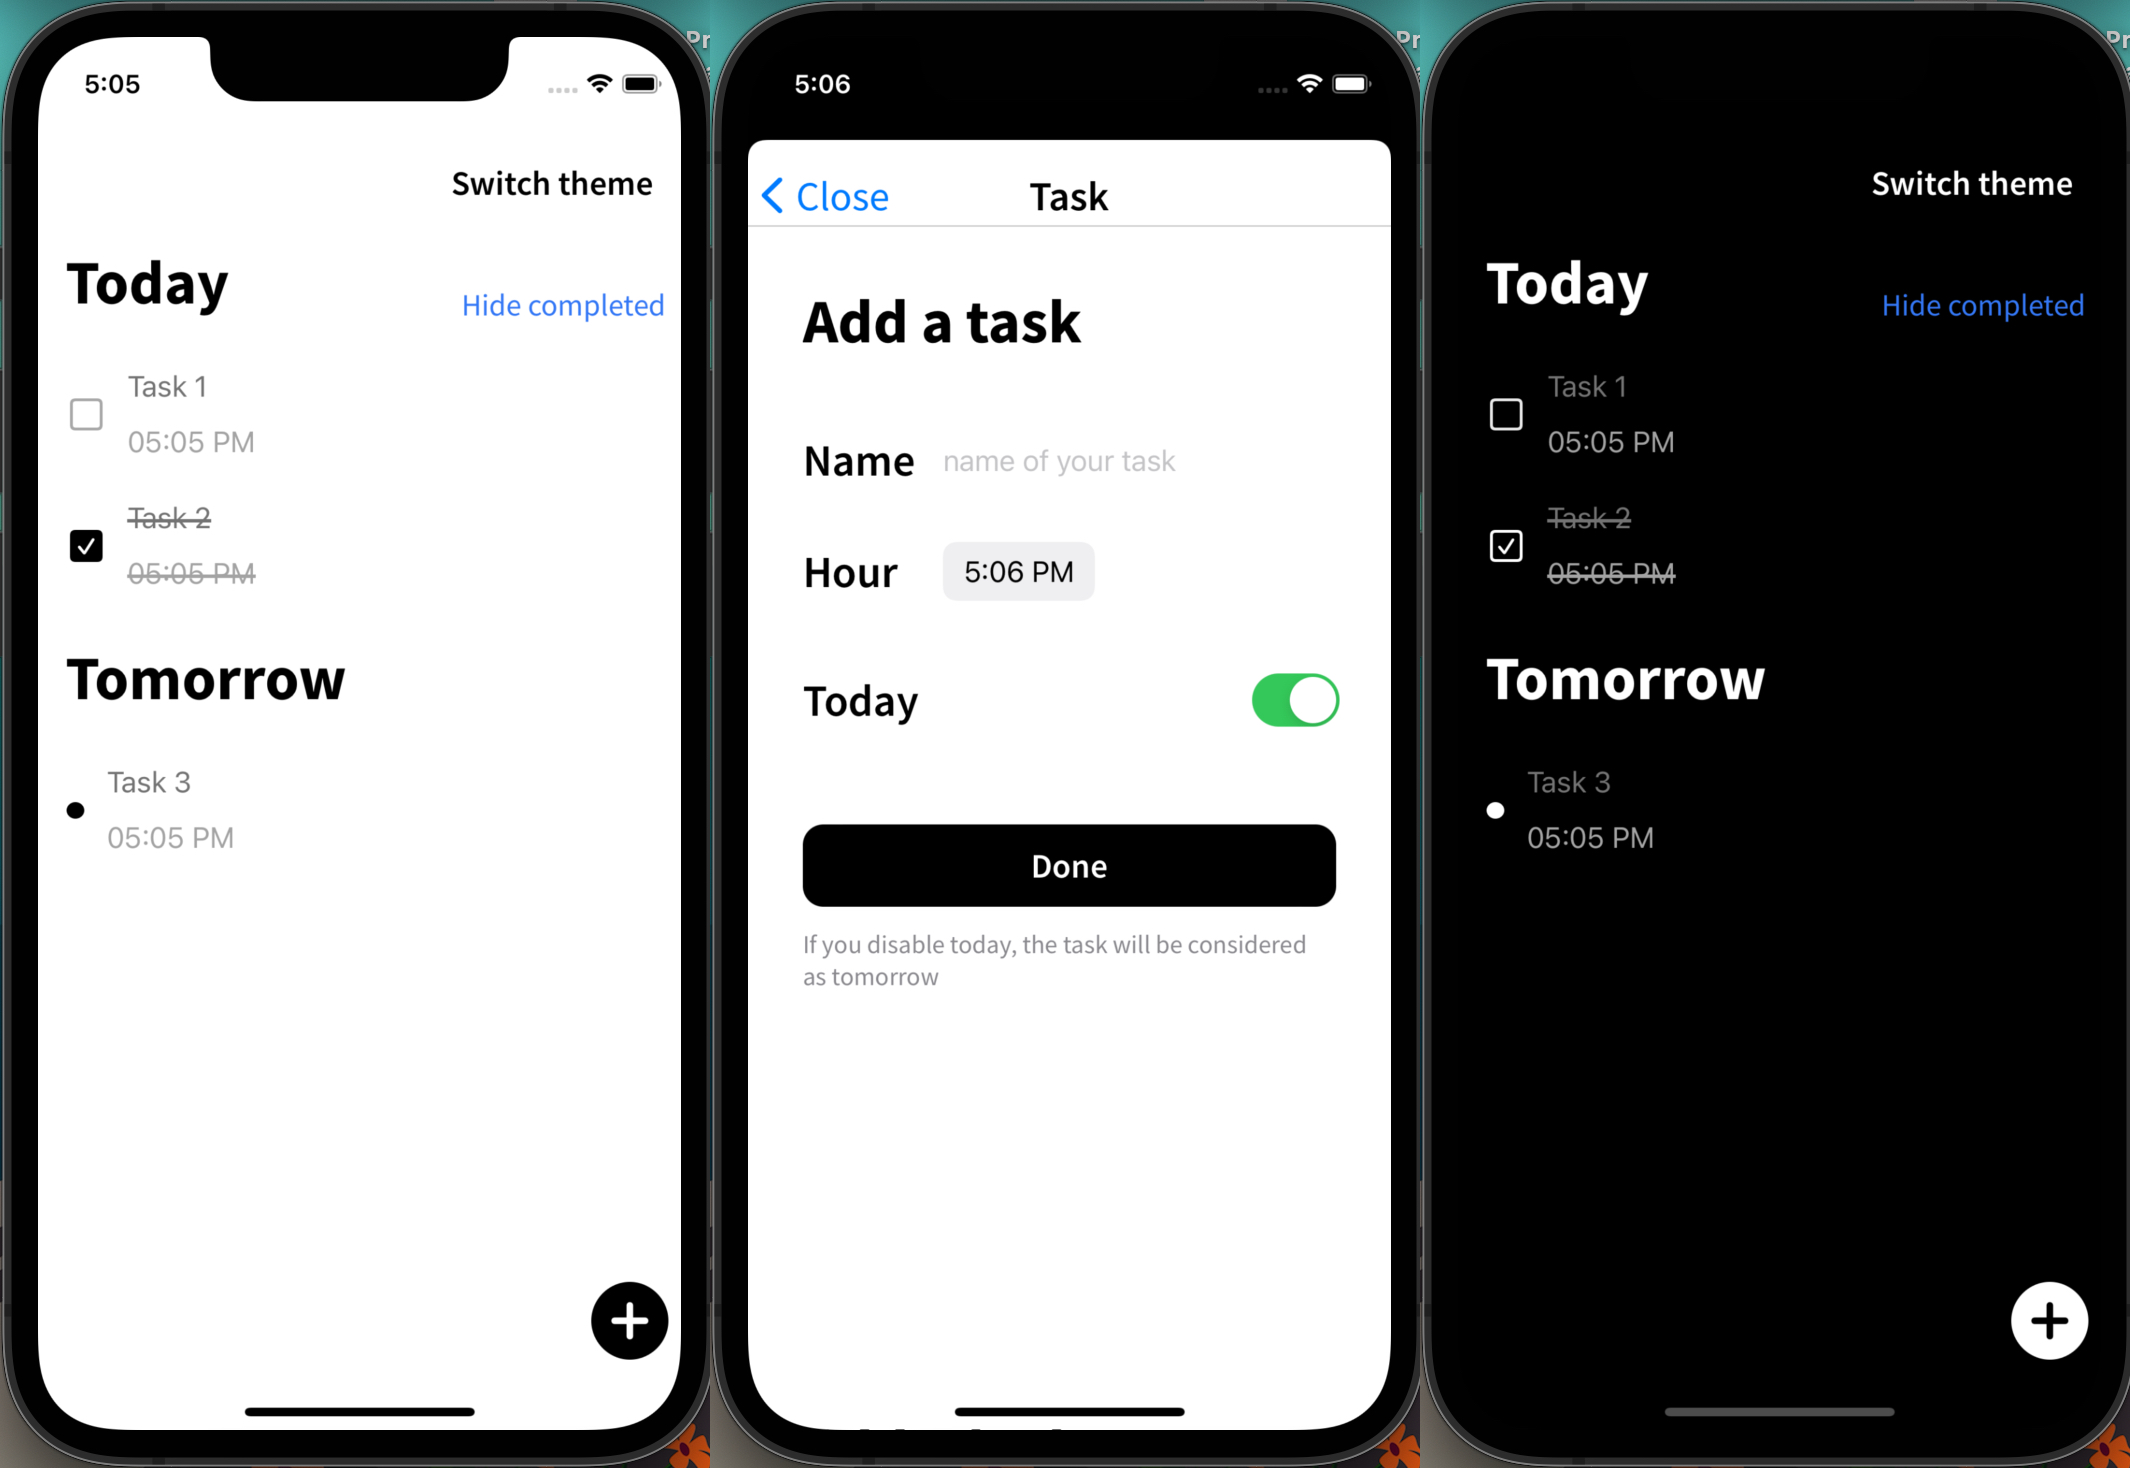 5:05
Switch theme
Today
Hide completed
Task 1
05:05 PM
Task 2
05:05 PM
Tomorrow
Task 3
05:05 PM
Pr
5:06
Close Task
Add a task
Name name of your task
Hour 5:06 PM
Today
Done
If you disable today, the task will be considered
as tomorrow
Pr
Switch theme
Today
Hide completed
Task 1
05:05 PM
Task 2
05:05 PM
Tomorrow
Task 3
05:05 PM
Pr